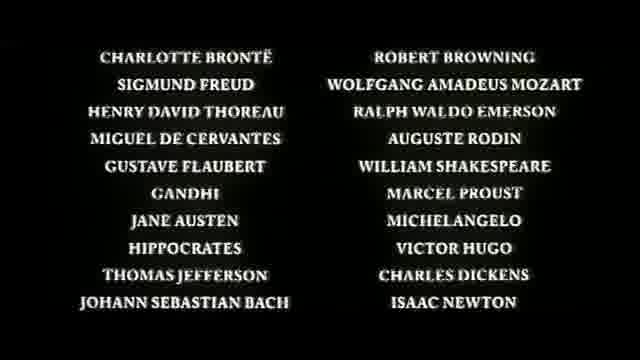 CHARLOTTE BRONTË ROBERT BROWNING
SIGMUND FREUD WOLFGANG AMADEUS MOZART
HENRY DAVID THOREAU RALPH WALDO EMERSON
MIGUEL DE CERVANTES AUGUSTE RODIN
GUSTAVE FLAUBERT WILLIAM SHAKESPEARE
GANDHI MARCEL PROUST
JANE AUSTEN MICHELANGELO
HIPPOCRATES VICTOR HUGO
THOMAS JEFFERSON CHARLES DICKENS
JOHANN SEBASTIAN BACH ISAAC NEWTON